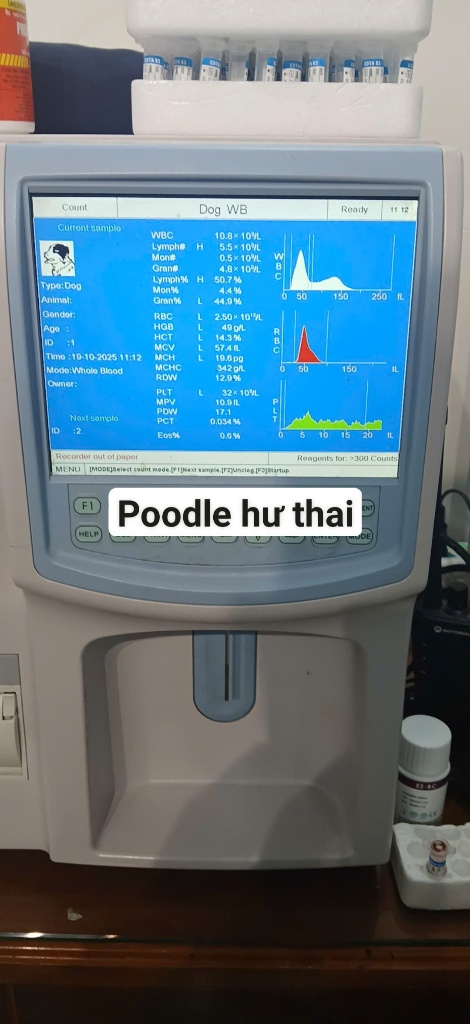 EDTA K2
Count
Dog WB
Ready
11 12
Current sample
Type:Dog
Animal:
Gender:
Age :
ID :1
Time :19-10-2025 11:12
Mode:Whole Blood
Owner:
Next sample
ID :2
WBC 10.8× 10⁹/L
Lymph# H 5.5× 10⁹/L
Mon# 0.5× 10⁹/L
Gran# 4.8× 10⁹/L
Lymph% H 50.7 %
Mon% 4.4 %
Gran% L 44.9 %
RBC L 2.50× 10¹²/L
HGB L 49 g/L
HCT L 14.3 %
MCV L 57.4 fL
MCH L 19.6 pg
MCHC 342 g/L
RDW 12.9 %
PLT L 32× 10⁹/L
MPV 10.9 fL
PDW 17.1
PCT 0.034 %
Eos% 0.6 %
WBC
0 50 150 250 fL
RBC
0 50 150 fL
PLT
0 5 10 15 20 fL
Recorder out of paper
Reagents for: >300 Counts
MENU [MODE]Select count mode,[F1]Next sample,[F2]Unclog,[F3]Startup.
F1
Poodle hư thai
HELP
ENTER
MODE